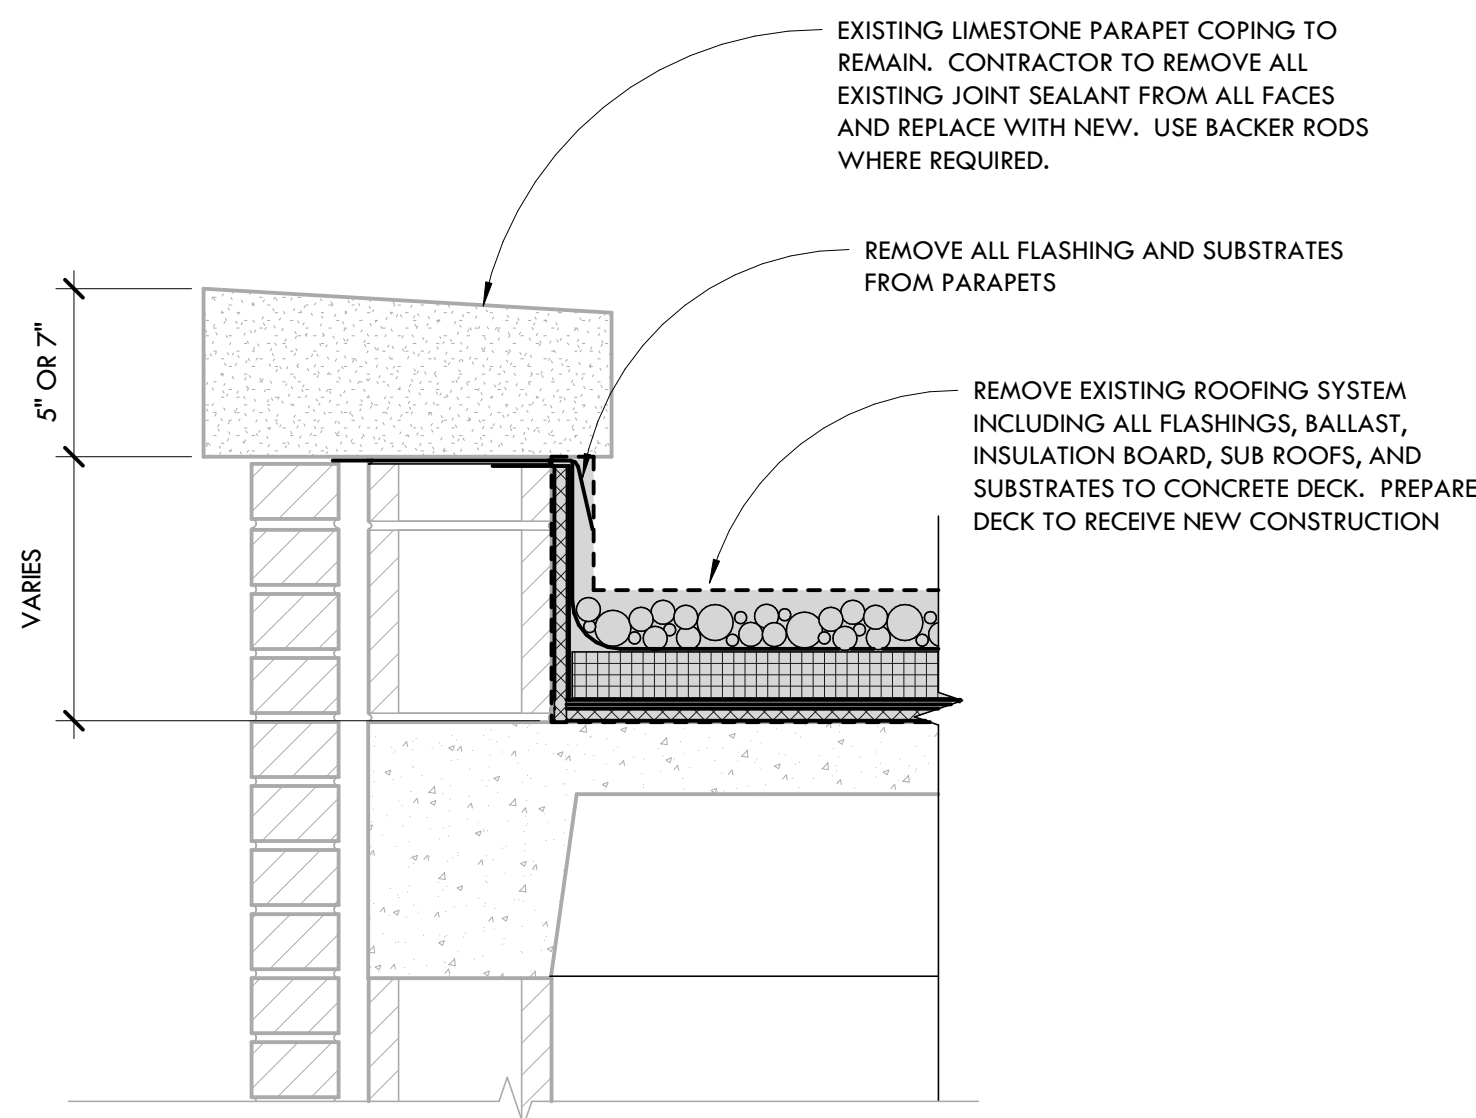 EXISTING LIMESTONE PARAPET COPING TO
REMAIN. CONTRACTOR TO REMOVE ALL
EXISTING JOINT SEALANT FROM ALL FACES
AND REPLACE WITH NEW. USE BACKER RODS
WHERE REQUIRED.
REMOVE ALL FLASHING AND SUBSTRATES
FROM PARAPETS
REMOVE EXISTING ROOFING SYSTEM
INCLUDING ALL FLASHINGS, BALLAST,
INSULATION BOARD, SUB ROOFS, AND
SUBSTRATES TO CONCRETE DECK. PREPARE
DECK TO RECEIVE NEW CONSTRUCTION
5" OR 7"
VARIES